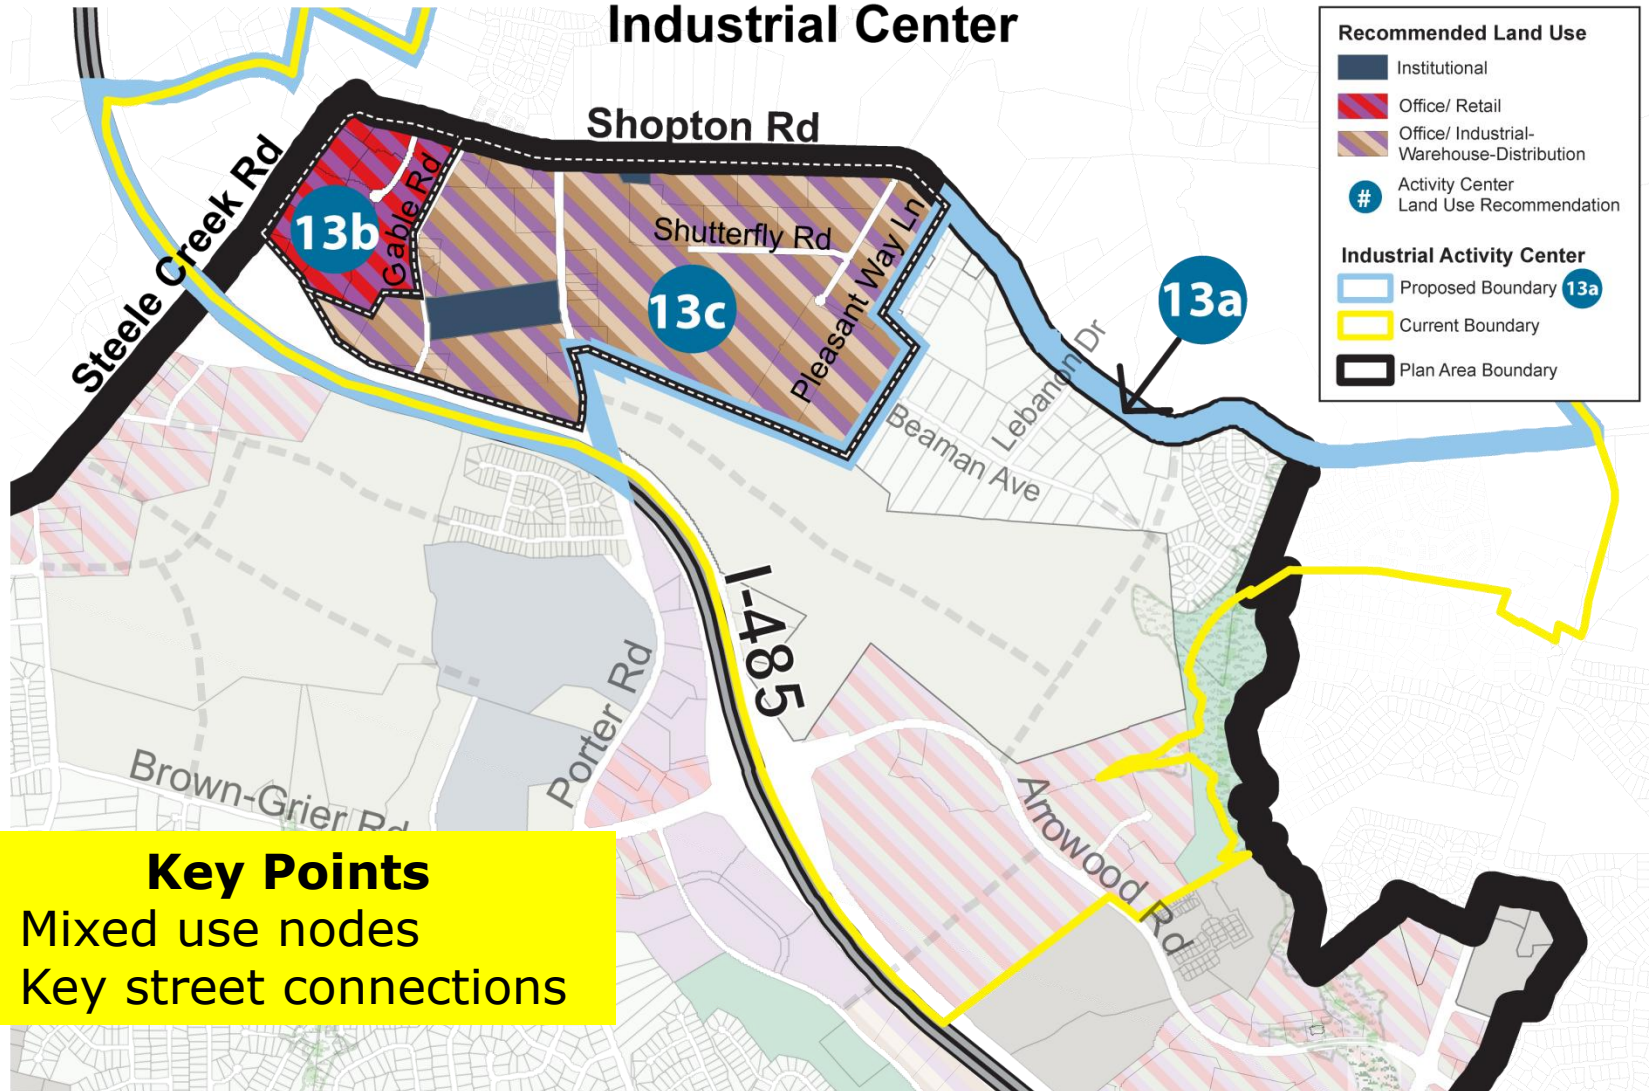 Industrial Center
Recommended Land Use
Institutional
Office/ Retail
Office/ Industrial-
Warehouse-Distribution
#
Activity Center
Land Use Recommendation
Industrial Activity Center
Proposed Boundary 13a
Current Boundary
Plan Area Boundary
Shopton Rd
Steele Creek Rd
13b
Gable Rd
Shutterfly Rd
13c
Pleasant Way Ln
13a
Lebanon Dr
Beaman Ave
I-485
Porter Rd
Brown-Grier Rd
Arrowood Rd
Key Points
Mixed use nodes
Key street connections